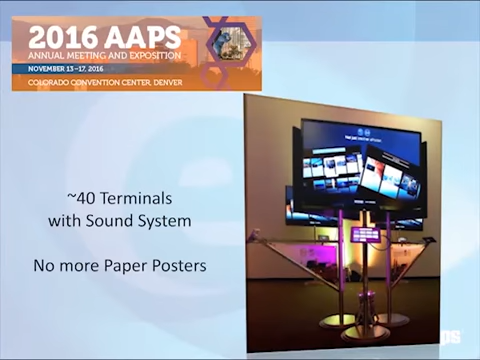 2016 AAPS
ANNUAL MEETING AND EXPOSITION
NOVEMBER 13–17, 2016
COLORADO CONVENTION CENTER, DENVER
~40 Terminals
with Sound System
No more Paper Posters
ps